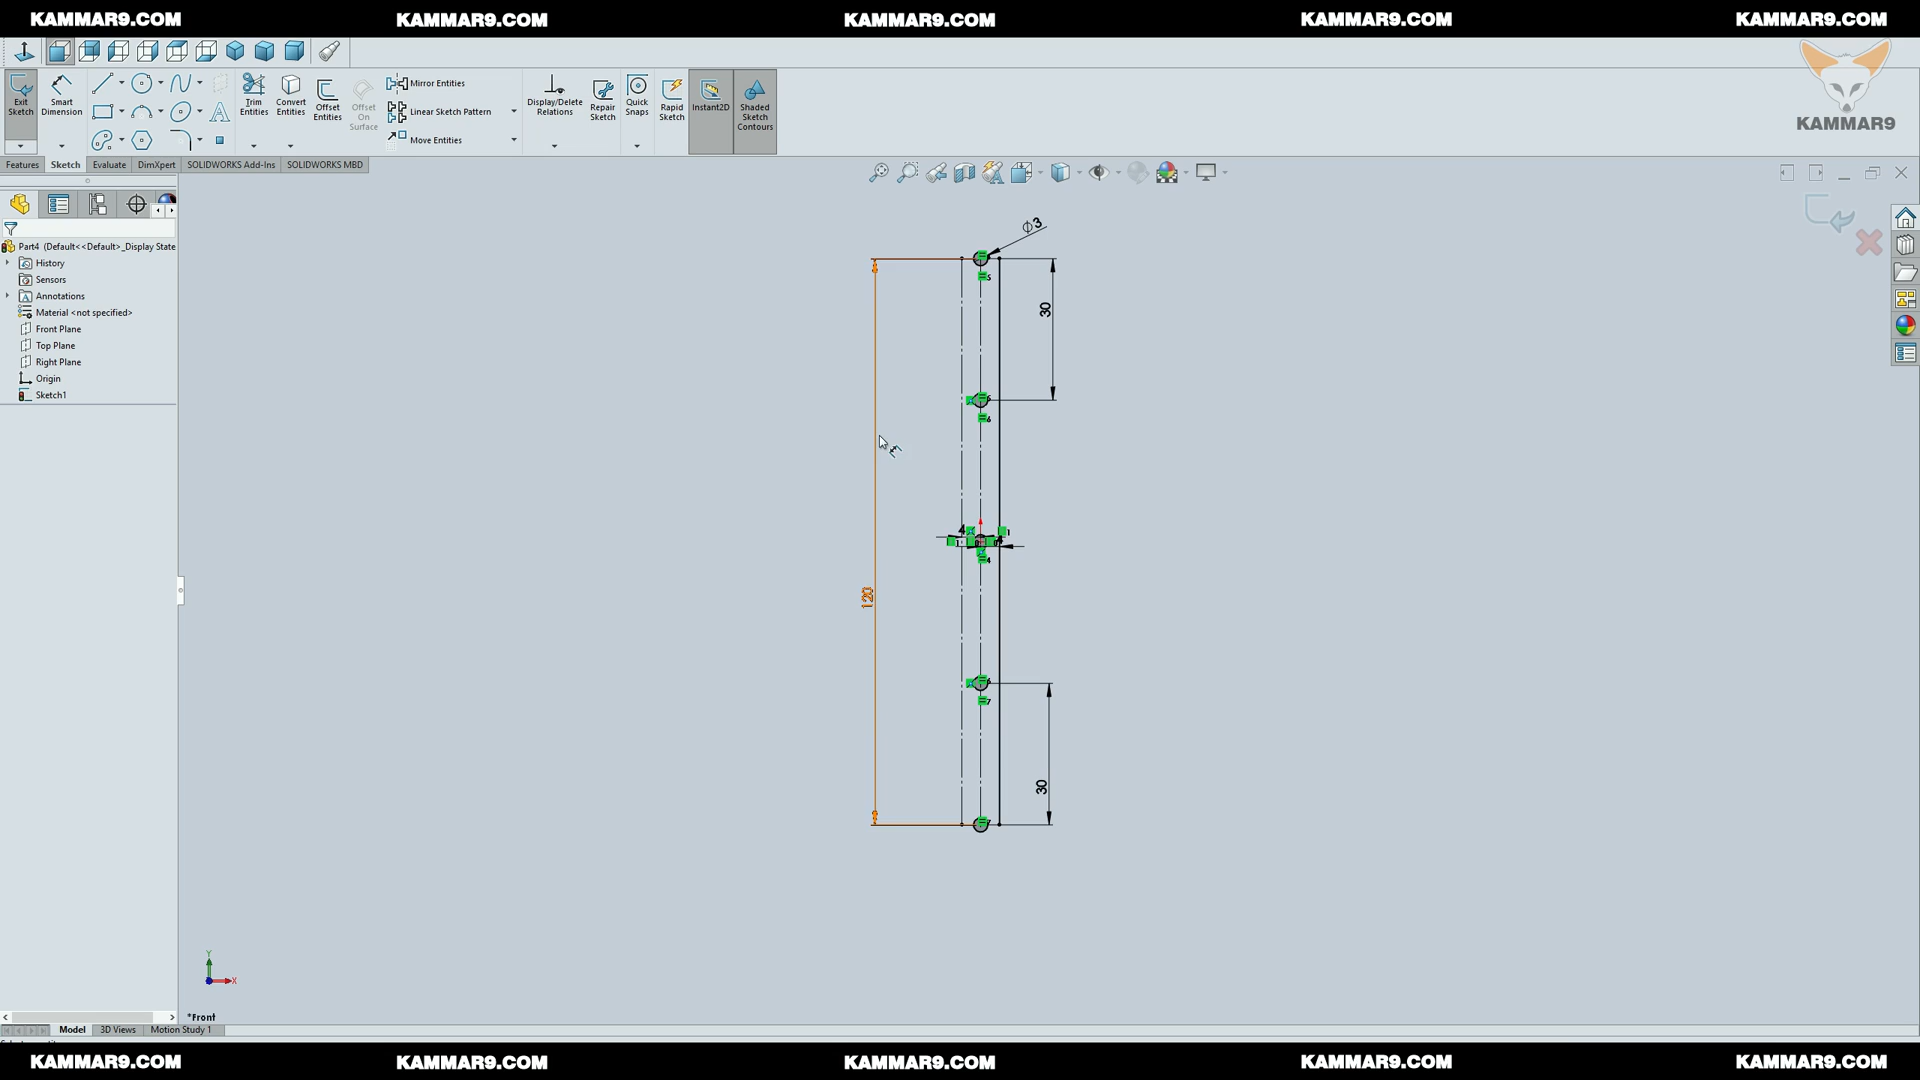 KAMMAR9.COM KAMMAR9.COM KAMMAR9.COM KAMMAR9.COM KAMMAR9.COM
KAMMAR9
Exit Sketch
Smart Dimension
Trim Entities
Convert Entities
Offset Entities
Offset On Surface
Mirror Entities
Linear Sketch Pattern
Move Entities
Display/Delete Relations
Repair Sketch
Quick Snaps
Rapid Sketch
Instant2D
Shaded Sketch Contours
Features Sketch Evaluate DimXpert SOLIDWORKS Add-Ins SOLIDWORKS MBD
Part4 (Default<<Default>_Display State
History
Sensors
Annotations
Material <not specified>
Front Plane
Top Plane
Right Plane
Origin
Sketch1
∅3
30
120
30
Y
X
*Front
Model 3D Views Motion Study 1
KAMMAR9.COM KAMMAR9.COM KAMMAR9.COM KAMMAR9.COM KAMMAR9.COM